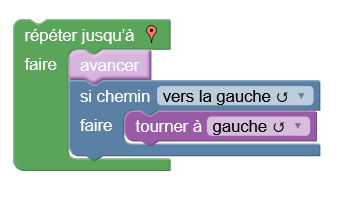 répéter jusqu’à
faire avancer
si chemin vers la gauche ↺ ▾
faire tourner à gauche ↺ ▾